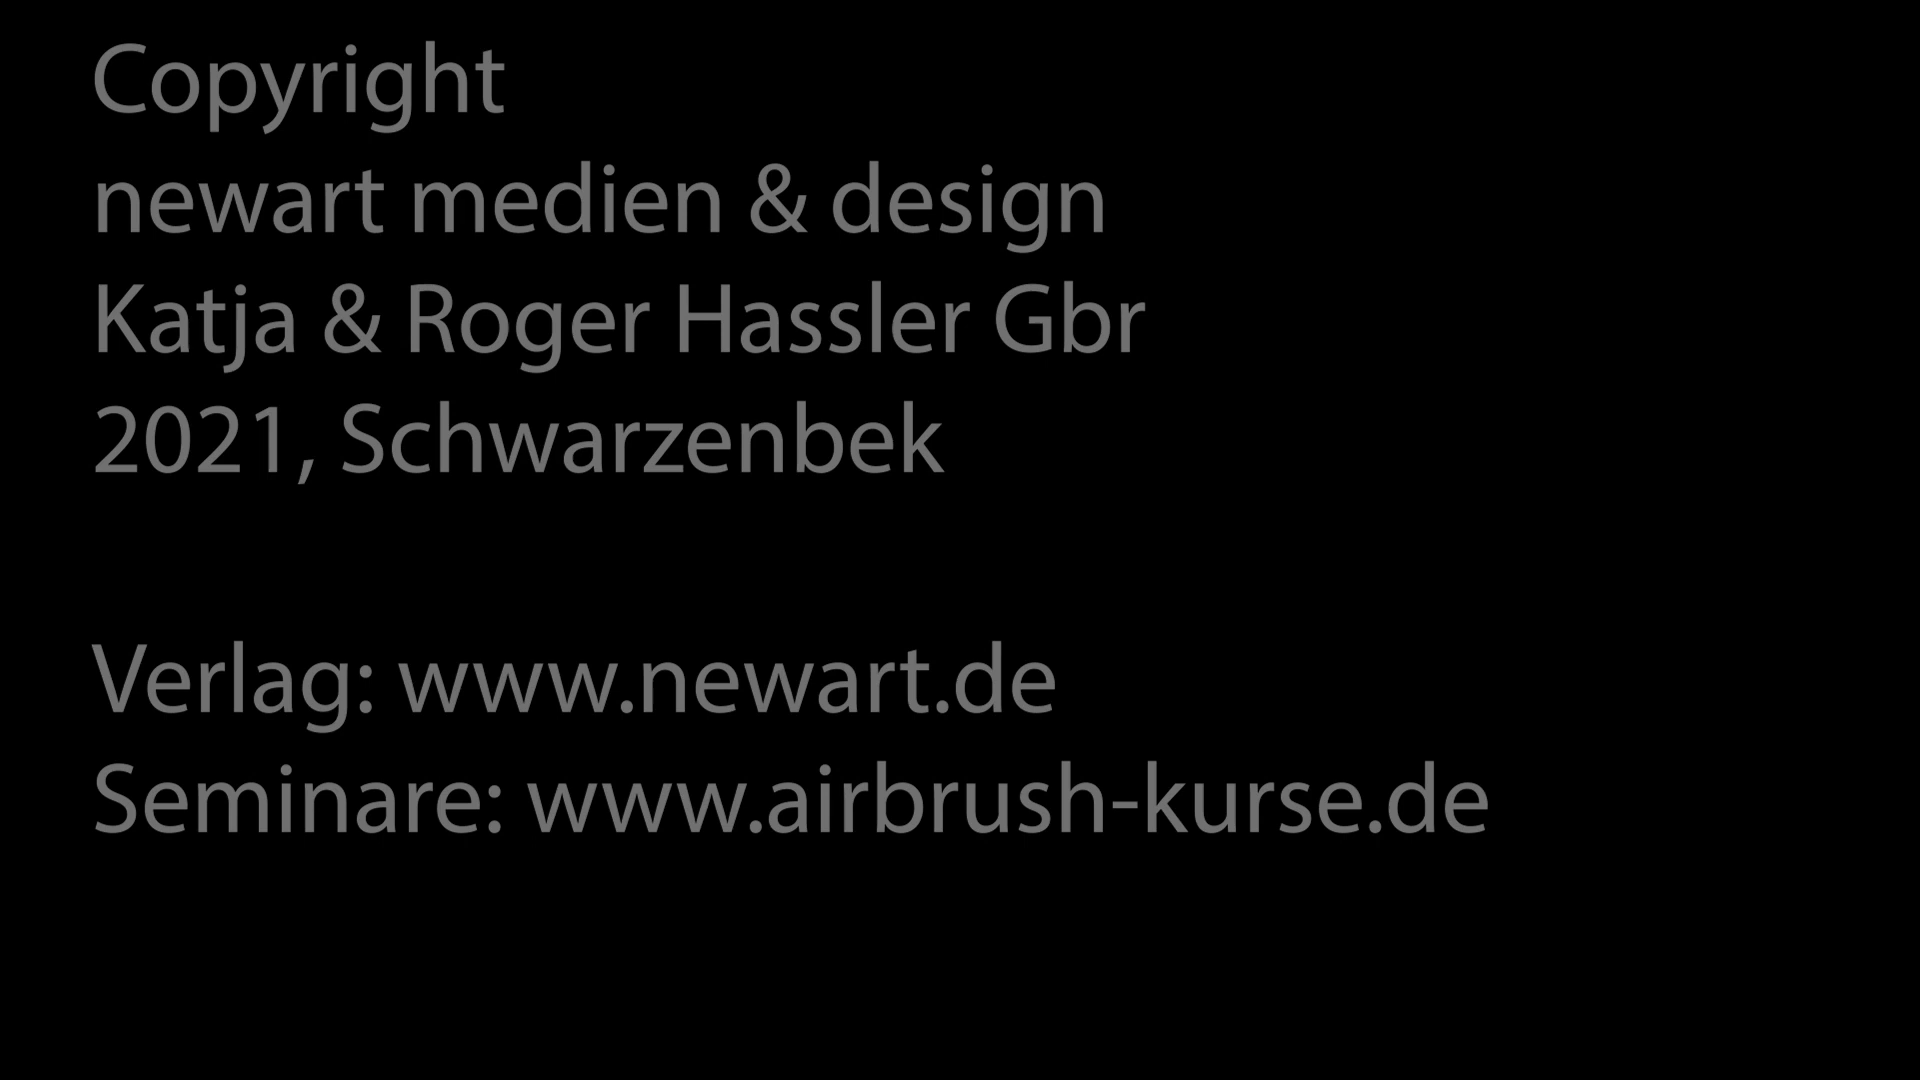 Copyright
newart medien & design
Katja & Roger Hassler Gbr
2021, Schwarzenbek
Verlag: www.newart.de
Seminare: www.airbrush-kurse.de